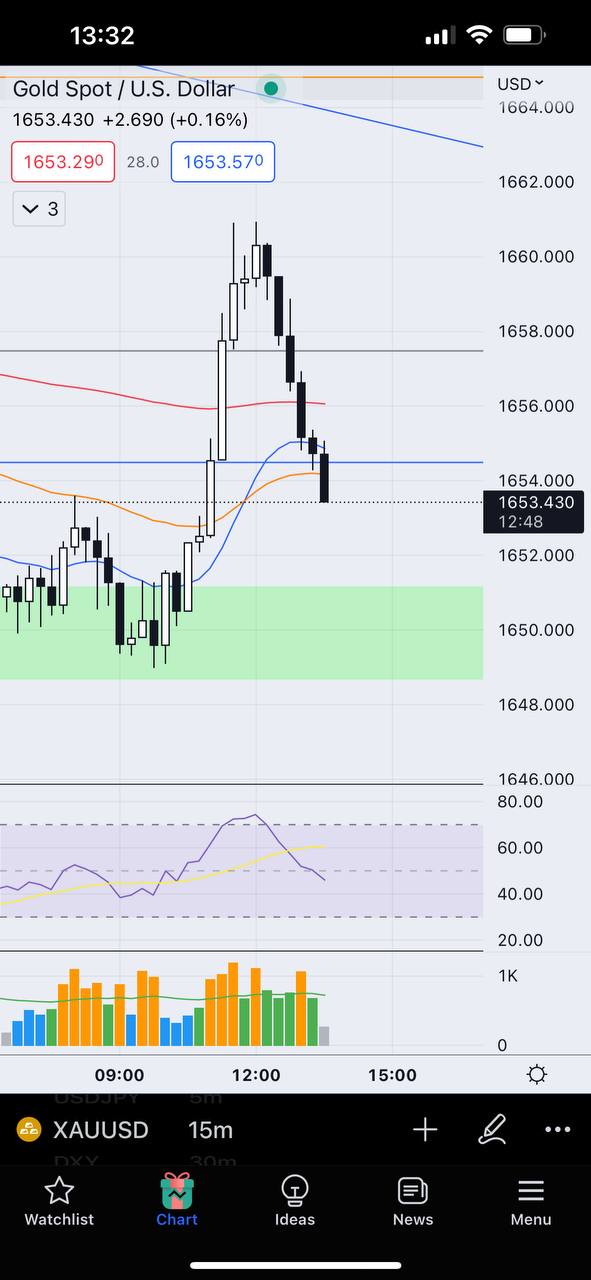 13:32
Gold Spot / U.S. Dollar
USD
1664.000
1653.430 +2.690 (+0.16%)
1653.290 28.0 1653.570
3
1662.000
1660.000
1658.000
1656.000
1654.000
1653.430
12:48
1652.000
1650.000
1648.000
1646.000
80.00
60.00
40.00
20.00
1K
0
09:00 12:00 15:00
USDJPY 5m
XAUUSD 15m
DXY 30m
Watchlist Chart Ideas News Menu